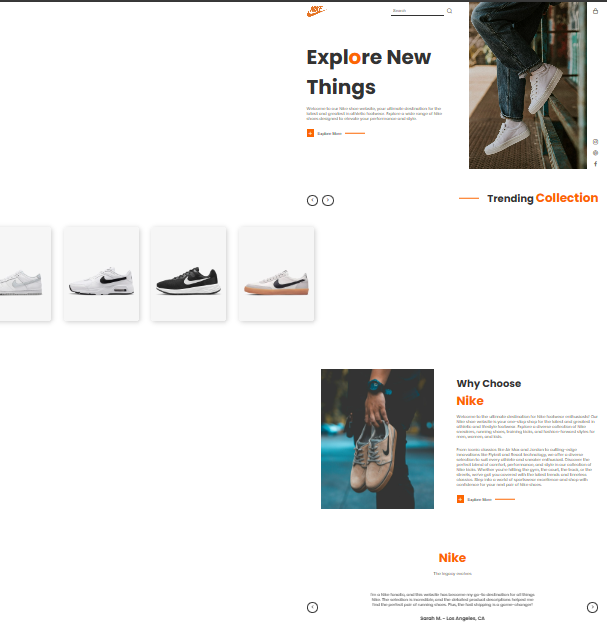 NIKE
Search
Explore New
Things
Welcome to our Nike shoe website, your ultimate destination for the
latest and greatest in athletic footwear. Explore a wide range of Nike
shoes designed to elevate your performance and style.
Explore More
Trending Collection
Why Choose
Nike
Welcome to the ultimate destination for Nike footwear enthusiasts! Our
Nike shoe website is your one-stop shop for the latest and greatest in
athletic and lifestyle footwear. Explore a diverse collection of Nike
sneakers, running shoes, training boots, and fashion-forward styles for
men, women, and kids.
From iconic classics like Air Max and Jordan to cutting-edge
innovations like Flyknit and React technology, we offer a diverse
selection to suit every athlete and sneaker enthusiast. Discover the
perfect blend of comfort, performance, and style in our collection of
Nike kicks. Whether you're hitting the gym, the court, the track, or the
streets, we've got you covered with the latest trends and timeless
classics. Step into a world of sportswear excellence and shop with
confidence for your next pair of Nike shoes.
Explore More
Nike
The legacy anchors
I'm a Nike fanatic, and this website has become my go-to destination for all things
Nike. The selection is incredible, and the detailed product descriptions helped me
find the perfect pair of running shoes. Plus, the fast shipping is a game-changer!
Sarah M. – Los Angeles, CA